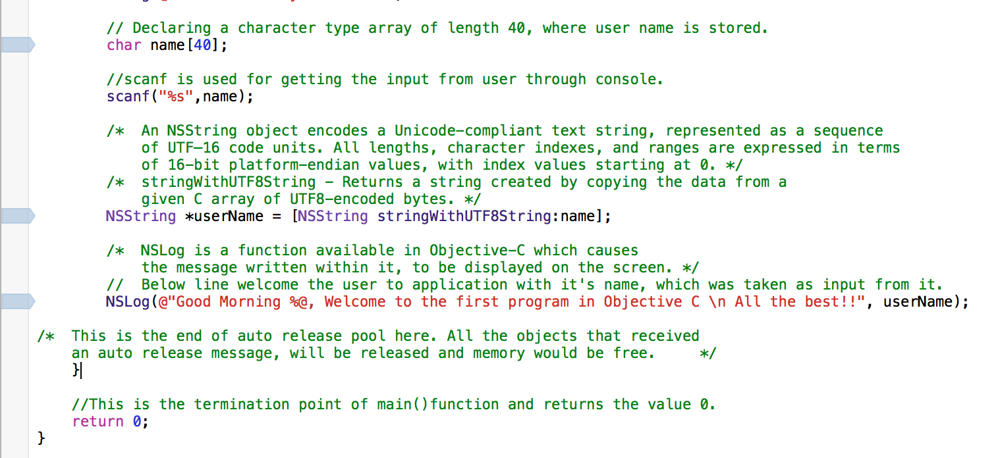 // Declaring a character type array of length 40, where user name is stored.
char name[40];
//scanf is used for getting the input from user through console.
scanf("%s",name);
/*  An NSString object encodes a Unicode-compliant text string, represented as a sequence
of UTF–16 code units. All lengths, character indexes, and ranges are expressed in terms
of 16-bit platform-endian values, with index values starting at 0. */
/*  stringWithUTF8String - Returns a string created by copying the data from a
given C array of UTF8-encoded bytes. */
NSString *userName = [NSString stringWithUTF8String:name];
/*  NSLog is a function available in Objective-C which causes
the message written within it, to be displayed on the screen. */
//  Below line welcome the user to application with it's name, which was taken as input from it.
NSLog(@"Good Morning %@, Welcome to the first program in Objective C \n All the best!!", userName);
/*  This is the end of auto release pool here. All the objects that received
an auto release message, will be released and memory would be free.     */
}
//This is the termination point of main()function and returns the value 0.
return 0;
}